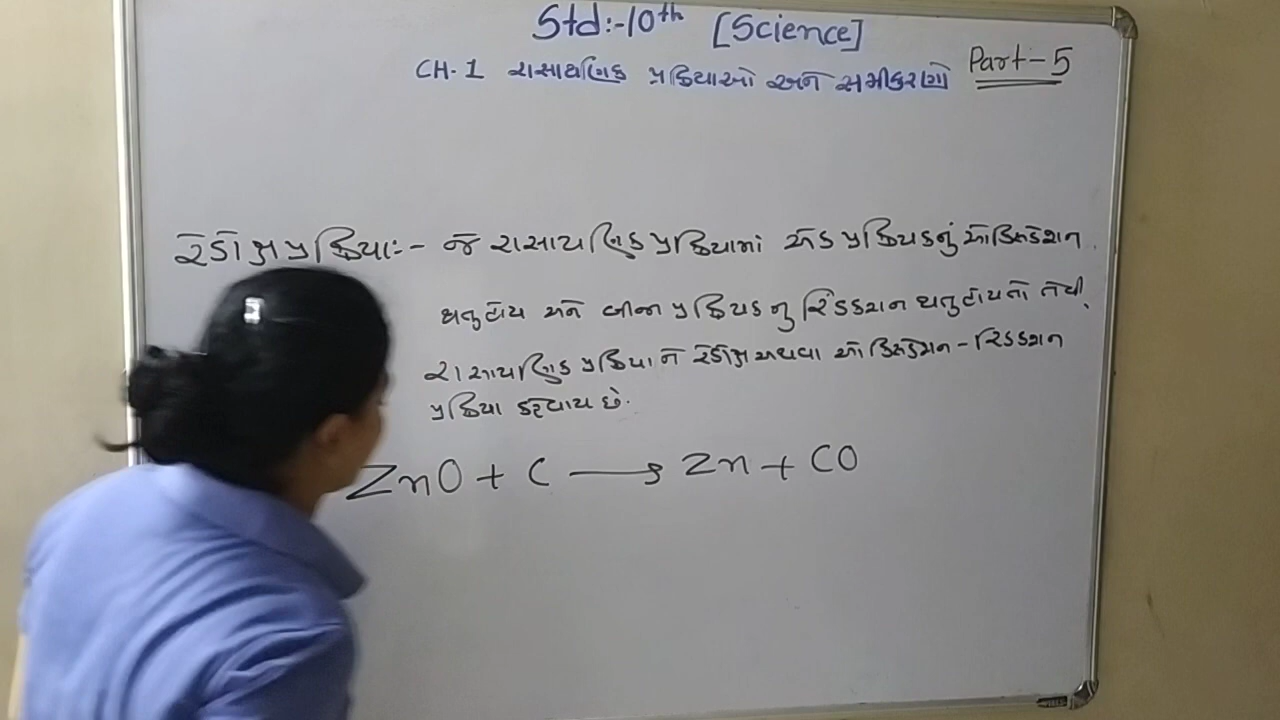 Std:-10th [Science]
CH-1 રાસાયણિક પ્રક્રિયાઓ અને સમીકરણો Part-5
રેડોક્ષ પ્રક્રિયા:- જે રાસાયણિક પ્રક્રિયામાં એક પ્રક્રિયકનું ઓક્સિડેશન
થતુ હોય અને બીજા પ્રક્રિયક નુ રિડક્શન થતુ હોય તો તેવી
રાસાયણિક પ્રક્રિયા ને રેડોક્ષ અથવા ઓક્સિડેશન - રિડક્શન
પ્રક્રિયા કહેવાય છે.
ZnO + C ⟶ Zn + CO